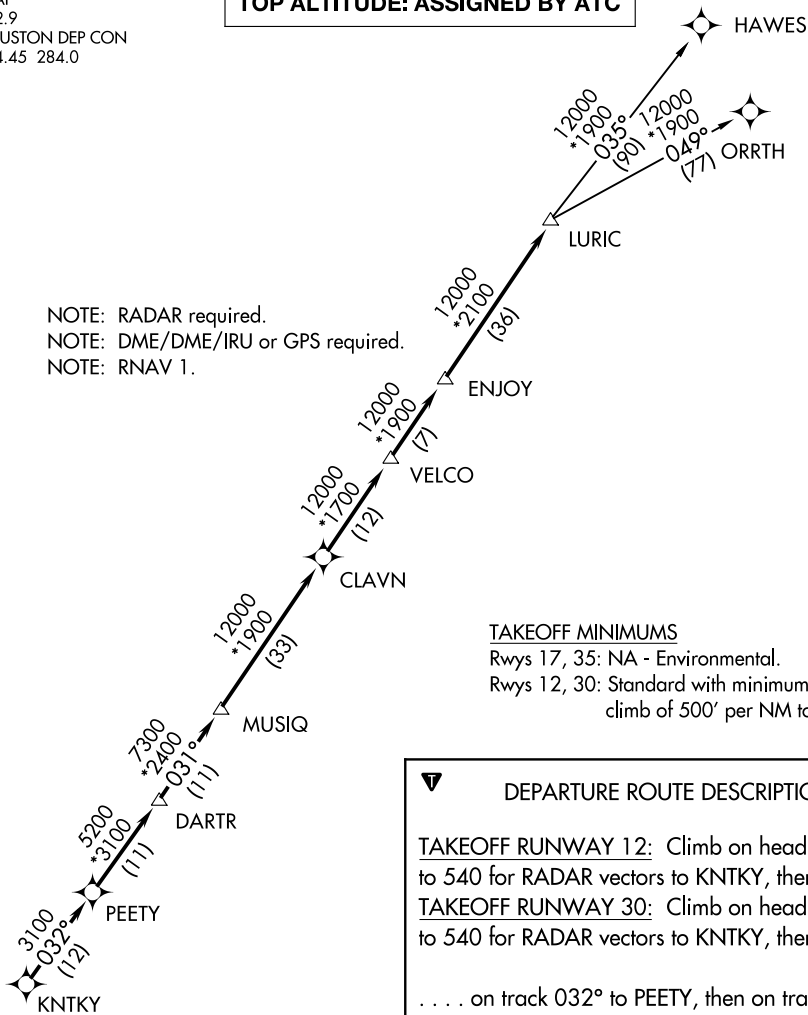 2.9
USTON DEP CON
4.45 284.0
TOP ALTITUDE: ASSIGNED BY ATC
HAWES
12000
*1900
035°
(90)
12000
*1900
049°
(77)
ORRTH
LURIC
NOTE: RADAR required.
NOTE: DME/DME/IRU or GPS required.
NOTE: RNAV 1.
12000
*2100
(36)
ENJOY
12000
*1900
(7)
VELCO
12000
*1700
(12)
CLAVN
12000
*1900
(33)
TAKEOFF MINIMUMS
Rwys 17, 35: NA - Environmental.
Rwys 12, 30: Standard with minimum
climb of 500' per NM to
MUSIQ
7300
*2400
031°
(11)
DARTR
5200
*3100
(11)
PEETY
3100
032°
(12)
KNTKY
T
DEPARTURE ROUTE DESCRIPTIO
TAKEOFF RUNWAY 12: Climb on head
to 540 for RADAR vectors to KNTKY, then
TAKEOFF RUNWAY 30: Climb on head
to 540 for RADAR vectors to KNTKY, then
. . . . on track 032° to PEETY, then on tra